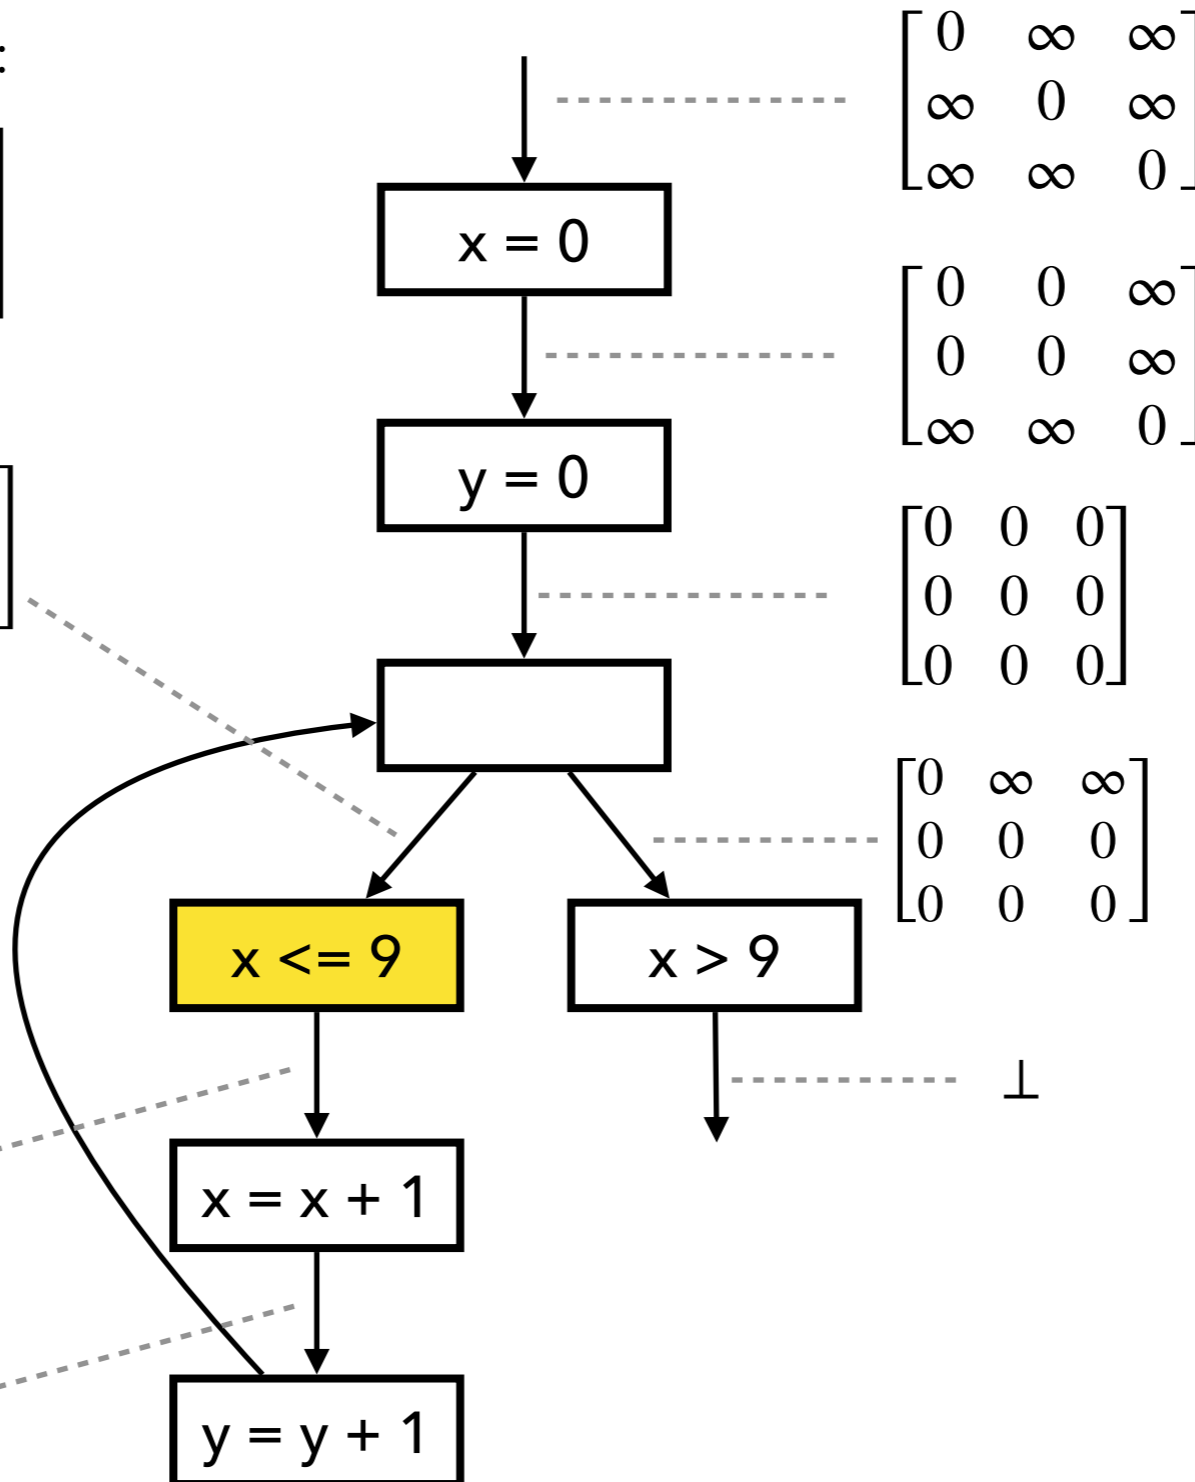 :
0 ∞ ∞
∞ 0 ∞
∞ ∞ 0
x = 0
0 0 ∞
0 0 ∞
∞ ∞ 0
y = 0
0 0 0
0 0 0
0 0 0
0 ∞ ∞
0 0 0
0 0 0
x <= 9
x > 9
⊥
x = x + 1
y = y + 1